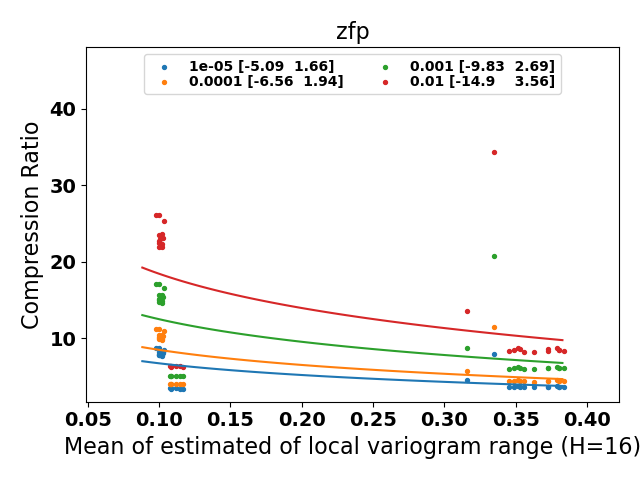 zfp
1e-05 [-5.09 1.66]
0.0001 [-6.56 1.94]
0.001 [-9.83 2.69]
0.01 [-14.9 3.56]
Compression Ratio
40
30
20
10
0.05 0.10 0.15 0.20 0.25 0.30 0.35 0.40
Mean of estimated of local variogram range (H=16)